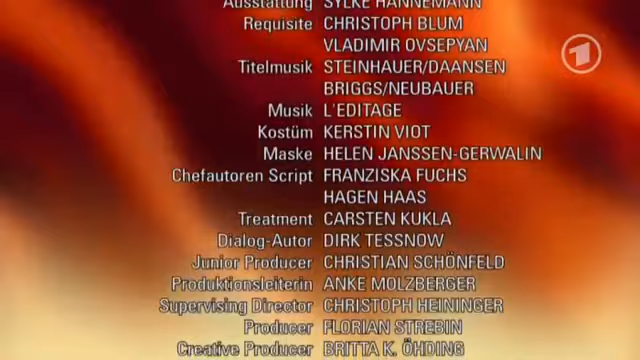 Ausstattung SYLKE HANNEMANN
Requisite CHRISTOPH BLUM
VLADIMIR OVSEPYAN
Titelmusik STEINHAUER/DAANSEN
BRIGGS/NEUBAUER
Musik L'EDITAGE
Kostüm KERSTIN VIOT
Maske HELEN JANSSEN-GERWALIN
Chefautoren Script FRANZISKA FUCHS
HAGEN HAAS
Treatment CARSTEN KUKLA
Dialog-Autor DIRK TESSNOW
Junior Producer CHRISTIAN SCHÖNFELD
Produktionsleiterin ANKE MOLZBERGER
Supervising Director CHRISTOPH HEININGER
Producer FLORIAN STREBIN
Creative Producer BRITTA K. ÖHDING
1